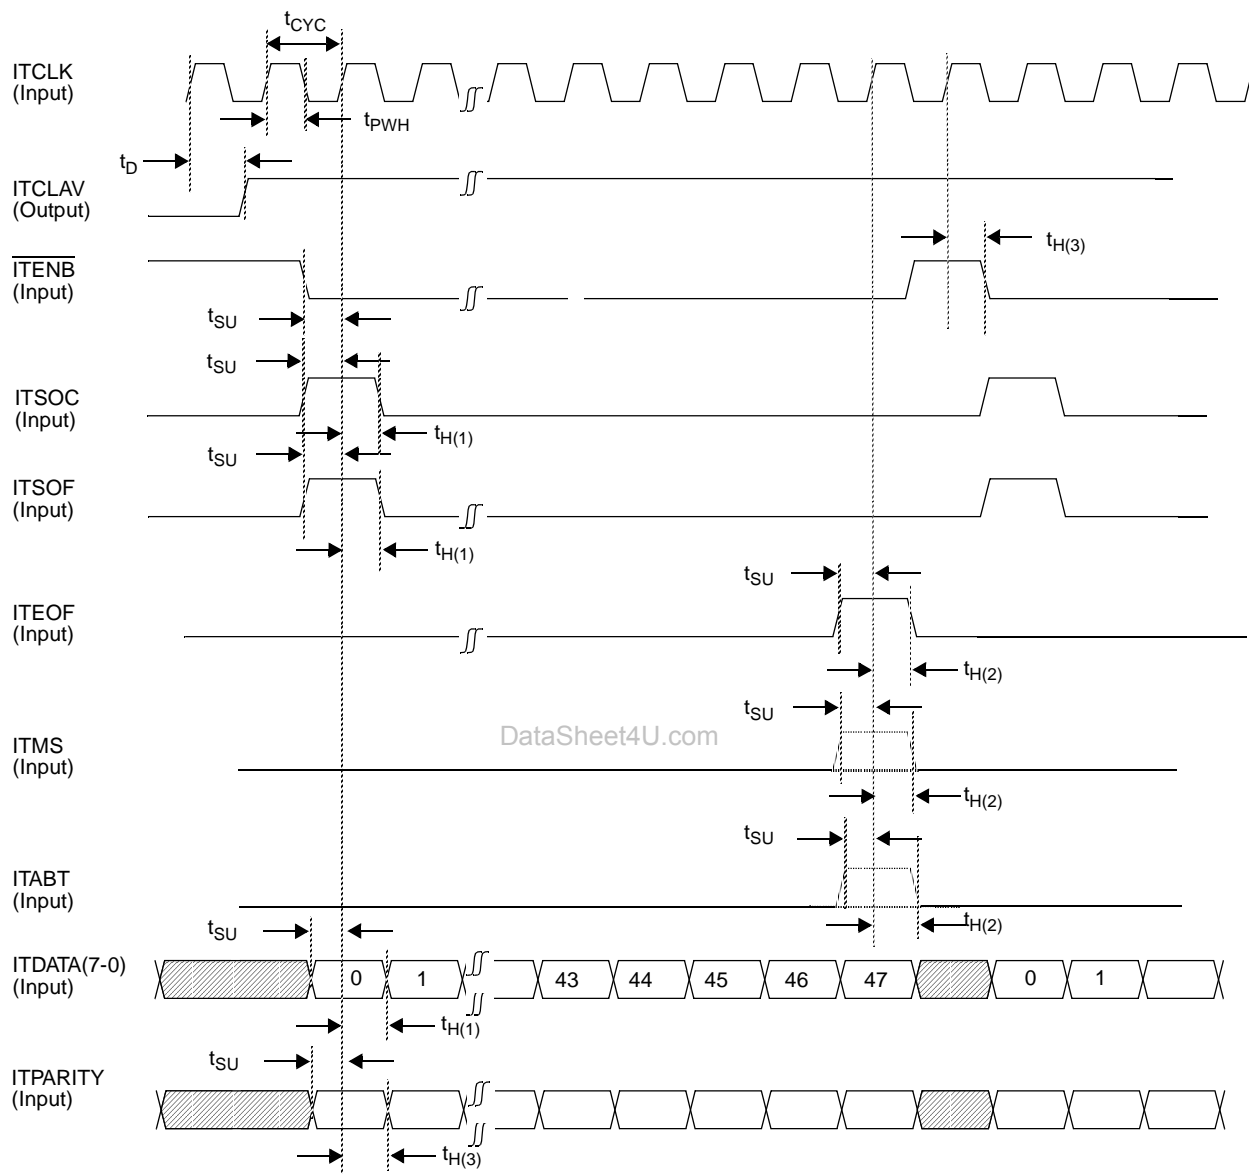 tCYC
ITCLK
(Input)
tPWH
tD
ITCLAV
(Output)
tH(3)
ITENB
(Input)
tSU
tSU
ITSOC
(Input)
tH(1)
tSU
ITSOF
(Input)
tH(1)
tSU
ITEOF
(Input)
tH(2)
tSU
DataSheet4U.com
ITMS
(Input)
tH(2)
tSU
ITABT
(Input)
tH(2)
tSU
ITDATA(7-0)
(Input)
0 1 43 44 45 46 47 0 1
tH(1)
tSU
ITPARITY
(Input)
tH(3)